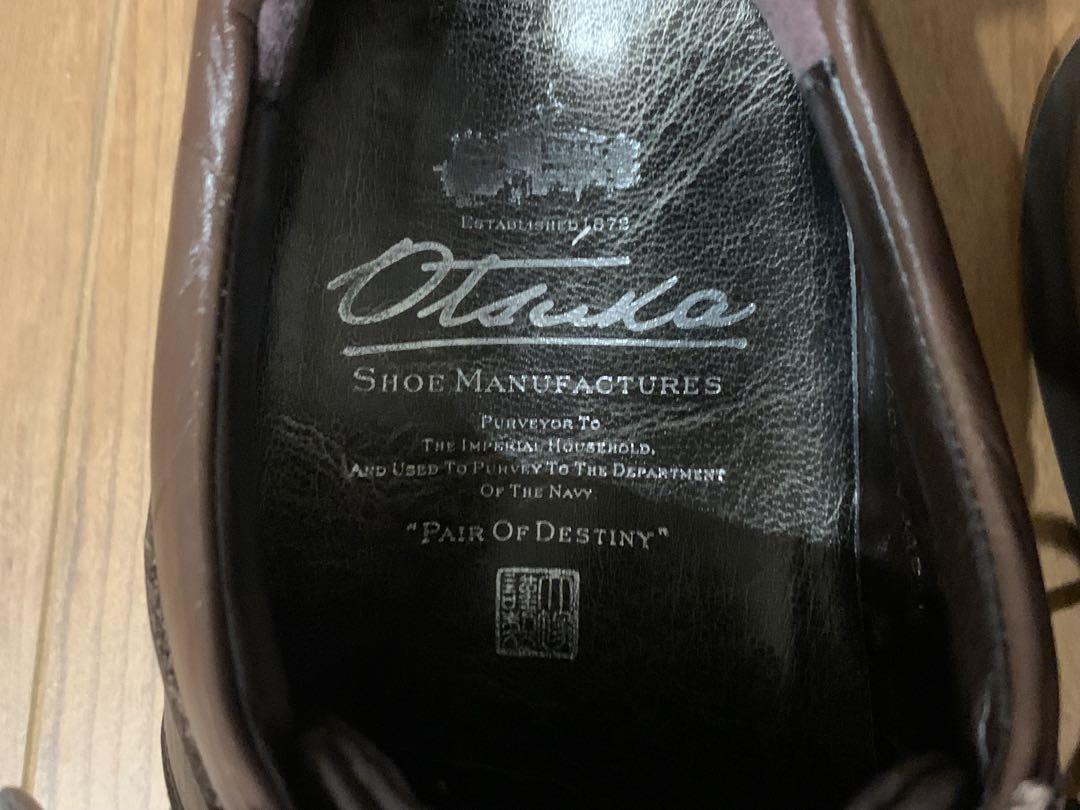 ESTABLISHED 1872
Otsuka
SHOE MANUFACTURES
PURVEYOR TO
THE IMPERIAL HOUSEHOLD,
AND USED TO PURVEY TO THE DEPARTMENT
OF THE NAVY
"PAIR OF DESTINY"